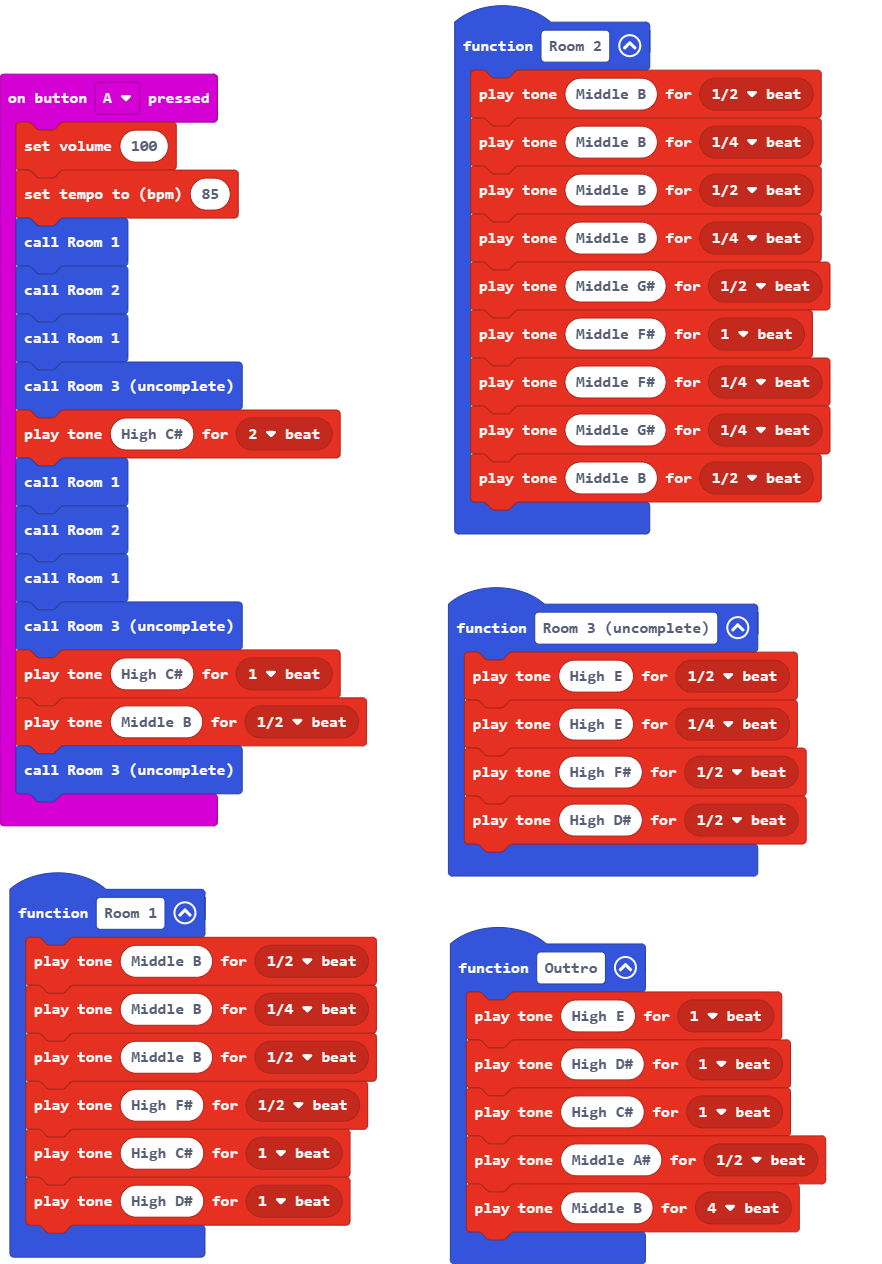 on button A pressed
set volume 100
set tempo to (bpm) 85
call Room 1
call Room 2
call Room 1
call Room 3 (uncomplete)
play tone High C# for 2 beat
call Room 1
call Room 2
call Room 1
call Room 3 (uncomplete)
play tone High C# for 1 beat
play tone Middle B for 1/2 beat
call Room 3 (uncomplete)
function Room 1
play tone Middle B for 1/2 beat
play tone Middle B for 1/4 beat
play tone Middle B for 1/2 beat
play tone High F# for 1/2 beat
play tone High C# for 1 beat
play tone High D# for 1 beat
function Room 2
play tone Middle B for 1/2 beat
play tone Middle B for 1/4 beat
play tone Middle B for 1/2 beat
play tone Middle B for 1/4 beat
play tone Middle G# for 1/2 beat
play tone Middle F# for 1 beat
play tone Middle F# for 1/4 beat
play tone Middle G# for 1/4 beat
play tone Middle B for 1/2 beat
function Room 3 (uncomplete)
play tone High E for 1/2 beat
play tone High E for 1/4 beat
play tone High F# for 1/2 beat
play tone High D# for 1/2 beat
function Outtro
play tone High E for 1 beat
play tone High D# for 1 beat
play tone High C# for 1 beat
play tone Middle A# for 1/2 beat
play tone Middle B for 4 beat